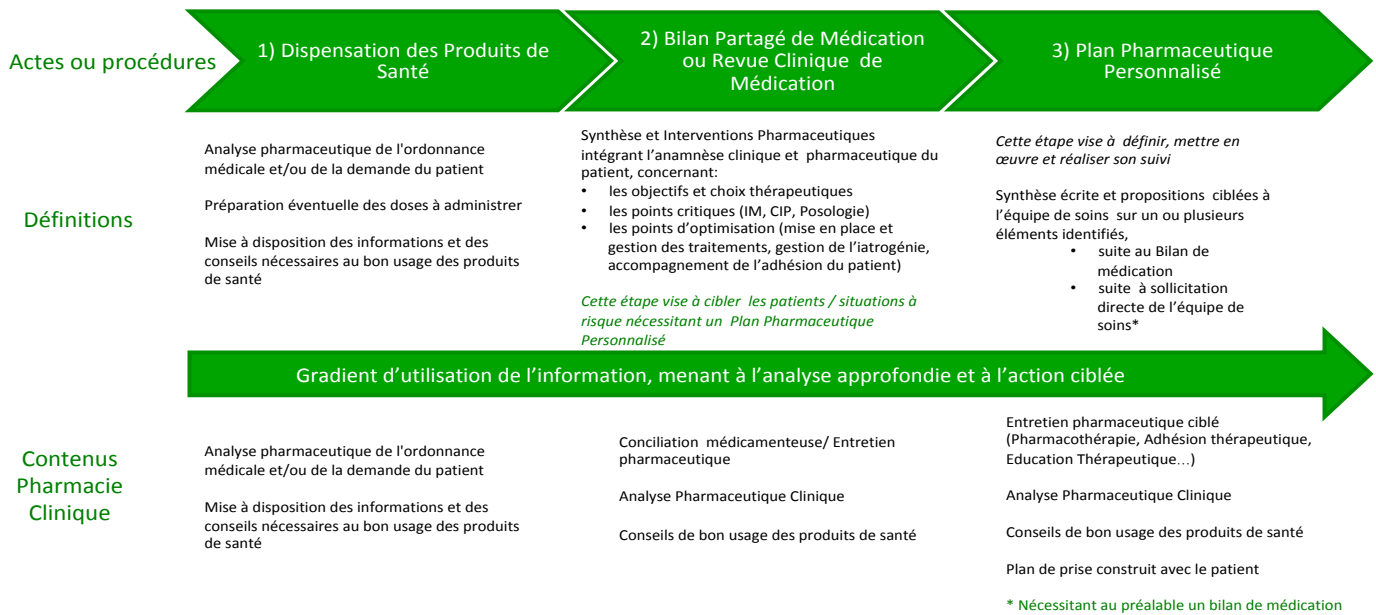 Actes ou procédures
1) Dispensation des Produits de
Santé
2) Bilan Partagé de Médication
ou Revue Clinique de
Médication
3) Plan Pharmaceutique
Personnalisé
Définitions
Analyse pharmaceutique de l'ordonnance
médicale et/ou de la demande du patient
Préparation éventuelle des doses à administrer
Mise à disposition des informations et des
conseils nécessaires au bon usage des produits
de santé
Synthèse et Interventions Pharmaceutiques
intégrant l’anamnèse clinique et pharmaceutique du
patient, concernant:
• les objectifs et choix thérapeutiques
• les points critiques (IM, CIP, Posologie)
• les points d’optimisation (mise en place et
gestion des traitements, gestion de l’iatrogénie,
accompagnement de l’adhésion du patient)
Cette étape vise à cibler les patients / situations à
risque nécessitant un Plan Pharmaceutique
Personnalisé
Cette étape vise à définir, mettre en
œuvre et réaliser son suivi
Synthèse écrite et propositions ciblées à
l’équipe de soins sur un ou plusieurs
éléments identifiés,
• suite au Bilan de
médication
• suite à sollicitation
directe de l’équipe de
soins*
Gradient d’utilisation de l’information, menant à l’analyse approfondie et à l’action ciblée
Contenus
Pharmacie
Clinique
Analyse pharmaceutique de l'ordonnance
médicale et/ou de la demande du patient
Mise à disposition des informations et des
conseils nécessaires au bon usage des produits
de santé
Conciliation médicamenteuse/ Entretien
pharmaceutique
Analyse Pharmaceutique Clinique
Conseils de bon usage des produits de santé
Entretien pharmaceutique ciblé
(Pharmacothérapie, Adhésion thérapeutique,
Education Thérapeutique…)
Analyse Pharmaceutique Clinique
Conseils de bon usage des produits de santé
Plan de prise construit avec le patient
* Nécessitant au préalable un bilan de médication